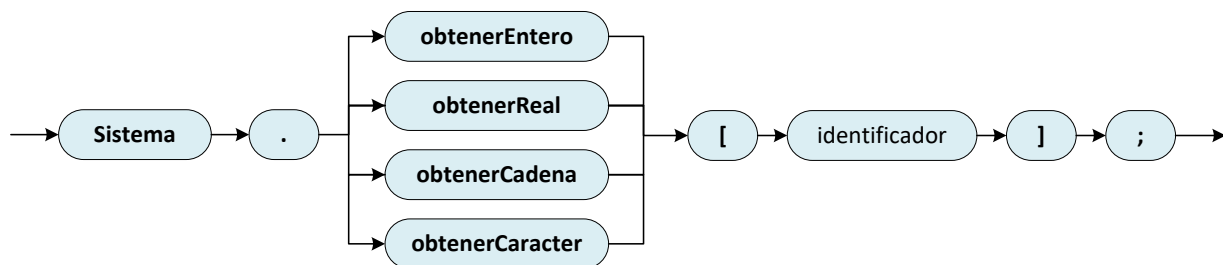 obtenerEntero
obtenerReal
Sistema . [ identificador ] ;
obtenerCadena
obtenerCaracter